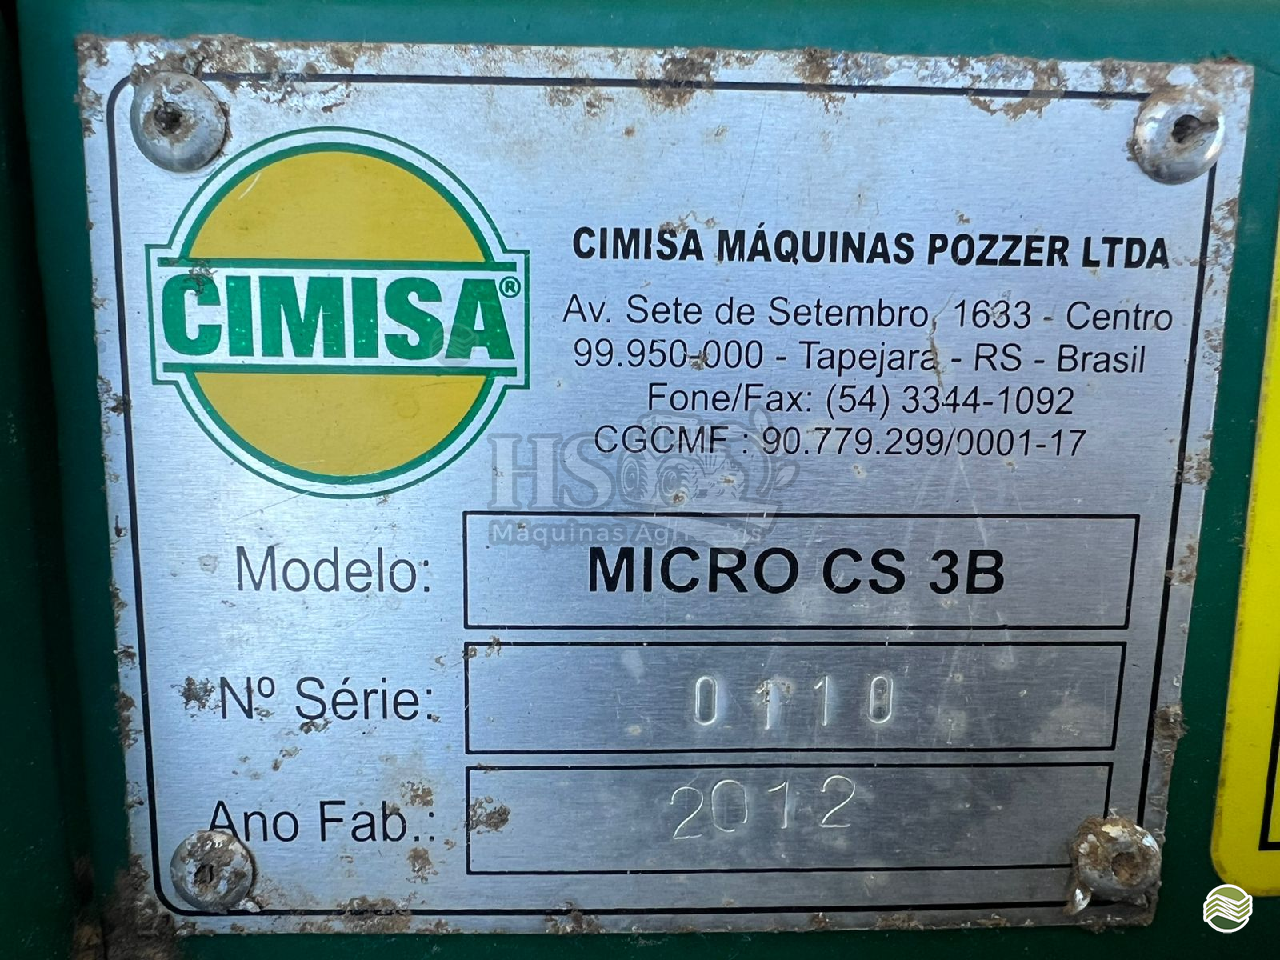 CIMISA®
CIMISA MÁQUINAS POZZER LTDA
Av. Sete de Setembro, 1633 - Centro
99.950-000 - Tapejara - RS - Brasil
Fone/Fax: (54) 3344-1092
CGCMF : 90.779.299/0001-17
HS
Máquinas Agrícolas
Modelo: MICRO CS 3B
Nº Série: 0110
Ano Fab.: 2012